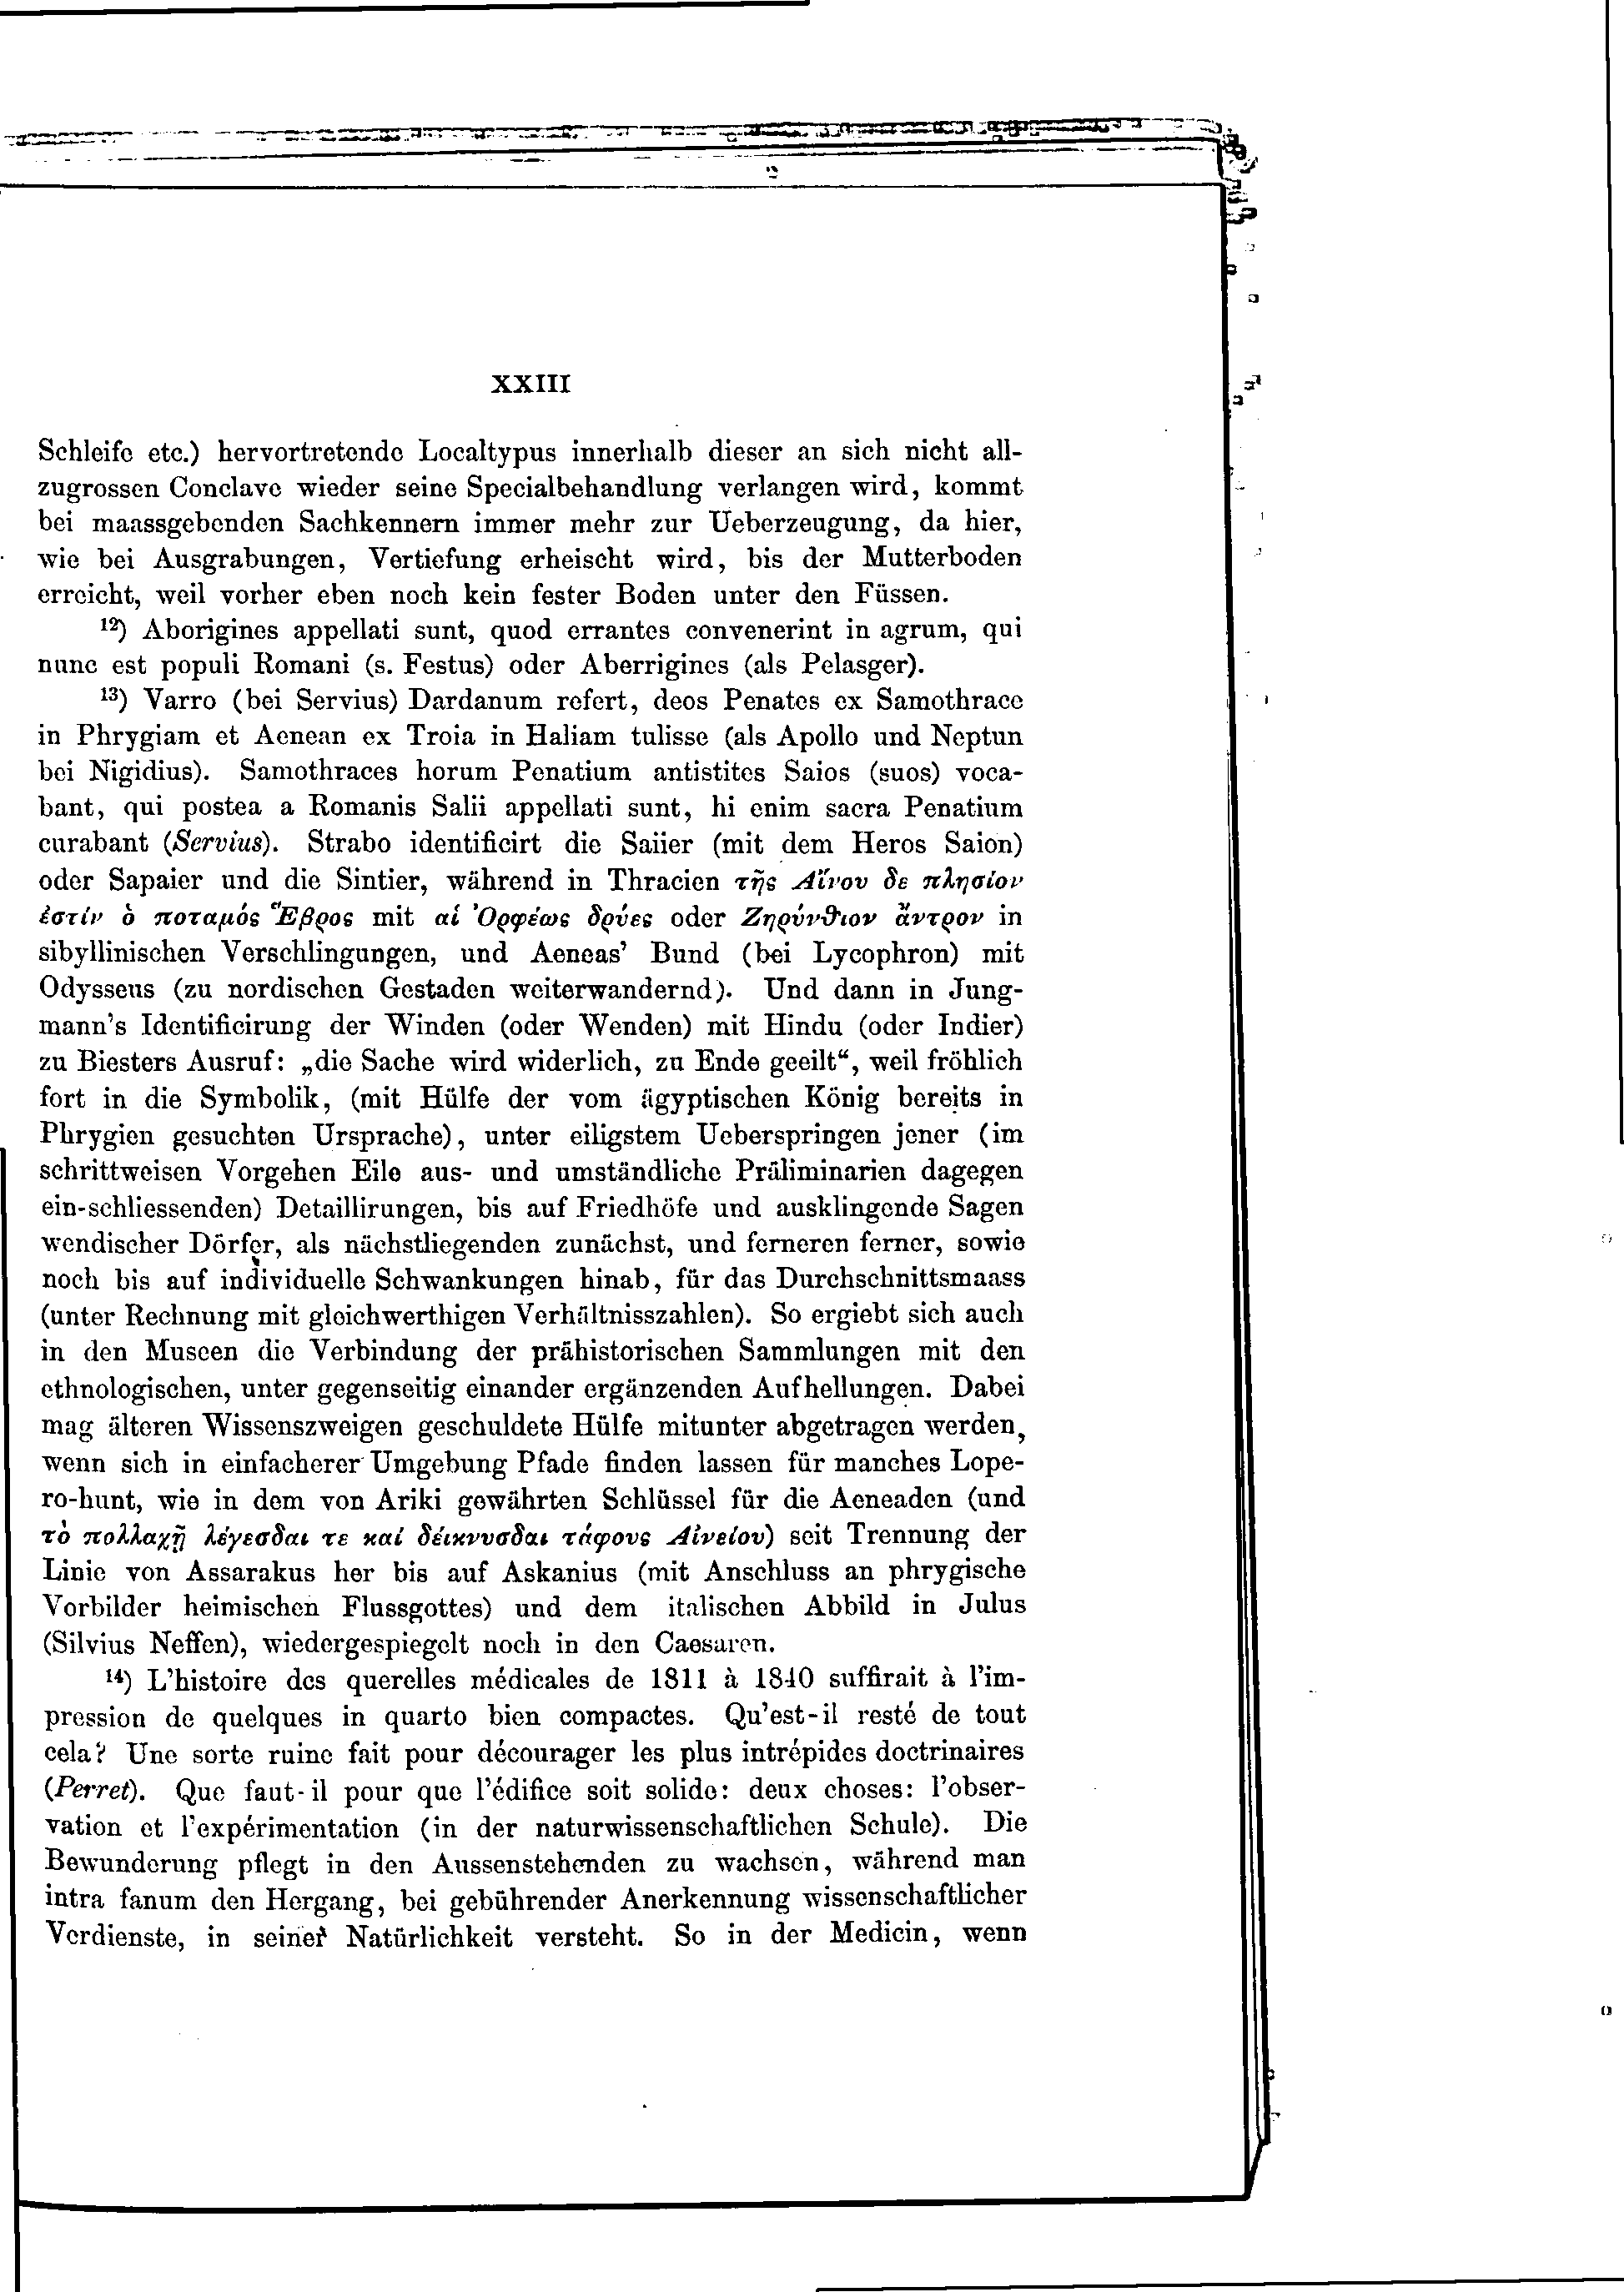 XXIII
Schleife etc.) hervortretende Localtypus innerhalb dieser an sich nicht all-
zugrossen Conclave wieder seine Specialbehandlung verlangen wird, kommt
bei maassgebenden Sachkennern immer mehr zur Ueberzeugung, da hier,
wie bei Ausgrabungen, Vertiefung erheischt wird, bis der Mutterboden
erreicht, weil vorher eben noch kein fester Boden unter den Füssen.
¹²) Aborigines appellati sunt, quod errantes convenerint in agrum, qui
nunc est populi Romani (s. Festus) oder Aberrigines (als Pelasger).
¹³) Varro (bei Servius) Dardanum refert, deos Penates ex Samothrace
in Phrygiam et Aenean ex Troia in Haliam tulisse (als Apollo und Neptun
bei Nigidius). Samothraces horum Penatium antistites Saios (suos) voca-
bant, qui postea a Romanis Salii appellati sunt, hi enim sacra Penatium
curabant (Servius). Strabo identificirt die Saiier (mit dem Heros Saion)
oder Sapaier und die Sintier, während in Thracien τῆς Αἴνου δε πλησίον
ἐστίν ὁ ποταμός Ἕβρος mit αἱ Ὀρφέως δρύες oder Ζηρύνθιον ἄντρον in
sibyllinischen Verschlingungen, und Aeneas’ Bund (bei Lycophron) mit
Odysseus (zu nordischen Gestaden weiterwandernd). Und dann in Jung-
mann’s Identificirung der Winden (oder Wenden) mit Hindu (oder Indier)
zu Biesters Ausruf: „die Sache wird widerlich, zu Ende geeilt“, weil fröhlich
fort in die Symbolik, (mit Hülfe der vom ägyptischen König bereits in
Phrygien gesuchten Ursprache), unter eiligstem Ueberspringen jener (im
schrittweisen Vorgehen Eile aus- und umständliche Präliminarien dagegen
ein-schliessenden) Detaillirungen, bis auf Friedhöfe und ausklingende Sagen
wendischer Dörfer, als nächstliegenden zunächst, und ferneren ferner, sowie
noch bis auf individuelle Schwankungen hinab, für das Durchschnittsmaass
(unter Rechnung mit gleichwerthigen Verhältnisszahlen). So ergiebt sich auch
in den Museen die Verbindung der prähistorischen Sammlungen mit den
ethnologischen, unter gegenseitig einander ergänzenden Aufhellungen. Dabei
mag älteren Wissenszweigen geschuldete Hülfe mitunter abgetragen werden,
wenn sich in einfacherer Umgebung Pfade finden lassen für manches Lope-
ro-hunt, wie in dem von Ariki gewährten Schlüssel für die Aeneaden (und
τὸ πολλαχῆ λέγεσδαι τε καί δέικνυσδαι τάφους Αἰνείου) seit Trennung der
Linie von Assarakus her bis auf Askanius (mit Anschluss an phrygische
Vorbilder heimischen Flussgottes) und dem italischen Abbild in Julus
(Silvius Neffen), wiedergespiegelt noch in den Caesaren.
¹⁴) L’histoire des querelles médicales de 1811 à 1840 suffirait à l’im-
pression de quelques in quarto bien compactes. Qu’est-il resté de tout
cela? Une sorte ruine fait pour décourager les plus intrépides doctrinaires
(Perret). Que faut-il pour que l’édifice soit solide: deux choses: l’obser-
vation et l’expérimentation (in der naturwissenschaftlichen Schule). Die
Bewunderung pflegt in den Aussenstehenden zu wachsen, während man
intra fanum den Hergang, bei gebührender Anerkennung wissenschaftlicher
Verdienste, in seiner Natürlichkeit versteht. So in der Medicin, wenn